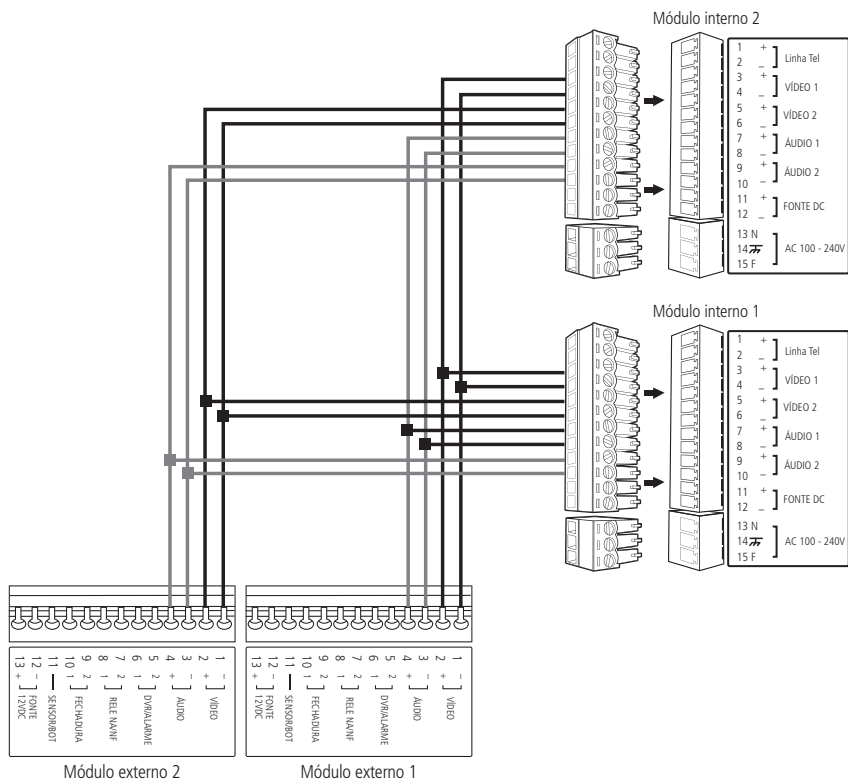 Módulo interno 2
1 +
2 _
Linha Tel
3 +
4 _
VÍDEO 1
5 +
6 _
VÍDEO 2
7 +
8 _
ÁUDIO 1
9 +
10 _
ÁUDIO 2
11 +
12 _
FONTE DC
13 N
14
15 F
AC 100 - 240V
Módulo interno 1
1 +
2 _
Linha Tel
3 +
4 _
VÍDEO 1
5 +
6 _
VÍDEO 2
7 +
8 _
ÁUDIO 1
9 +
10 _
ÁUDIO 2
11 +
12 _
FONTE DC
13 N
14
15 F
AC 100 - 240V
13 +
12 -
FONTE
12VDC
11
SENSOR/BOT
10 1
9 2
FECHADURA
8 1
7 2
RELE NA/NF
6 1
5 2
DVR/ALARME
4 +
3 -
ÁUDIO
2 +
1 -
VÍDEO
Módulo externo 2
13 +
12 -
FONTE
12VDC
11
SENSOR/BOT
10 1
9 2
FECHADURA
8 1
7 2
RELE NA/NF
6 1
5 2
DVR/ALARME
4 +
3 -
ÁUDIO
2 +
1 -
VÍDEO
Módulo externo 1